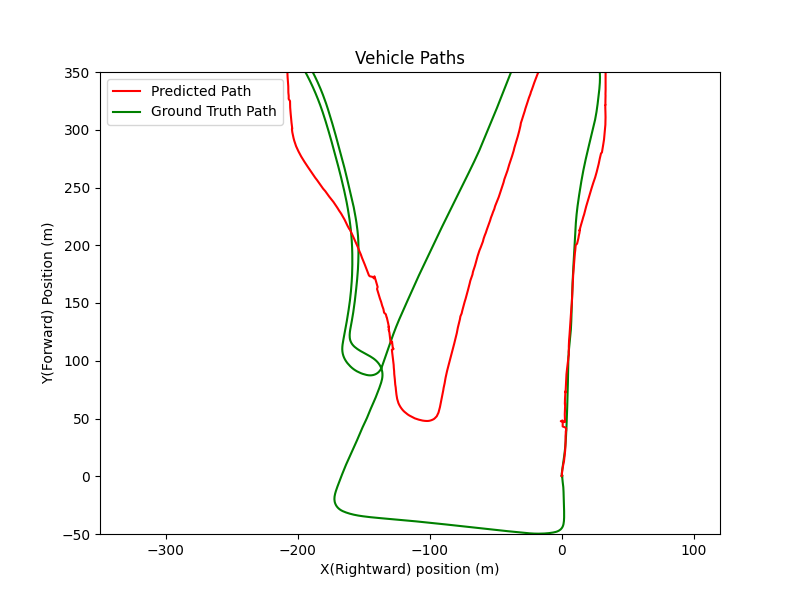 Vehicle Paths
Predicted Path
Ground Truth Path
350
300
250
200
150
100
50
0
−50
Y(Forward) Position (m)
−300
−200
−100
0
100
X(Rightward) position (m)